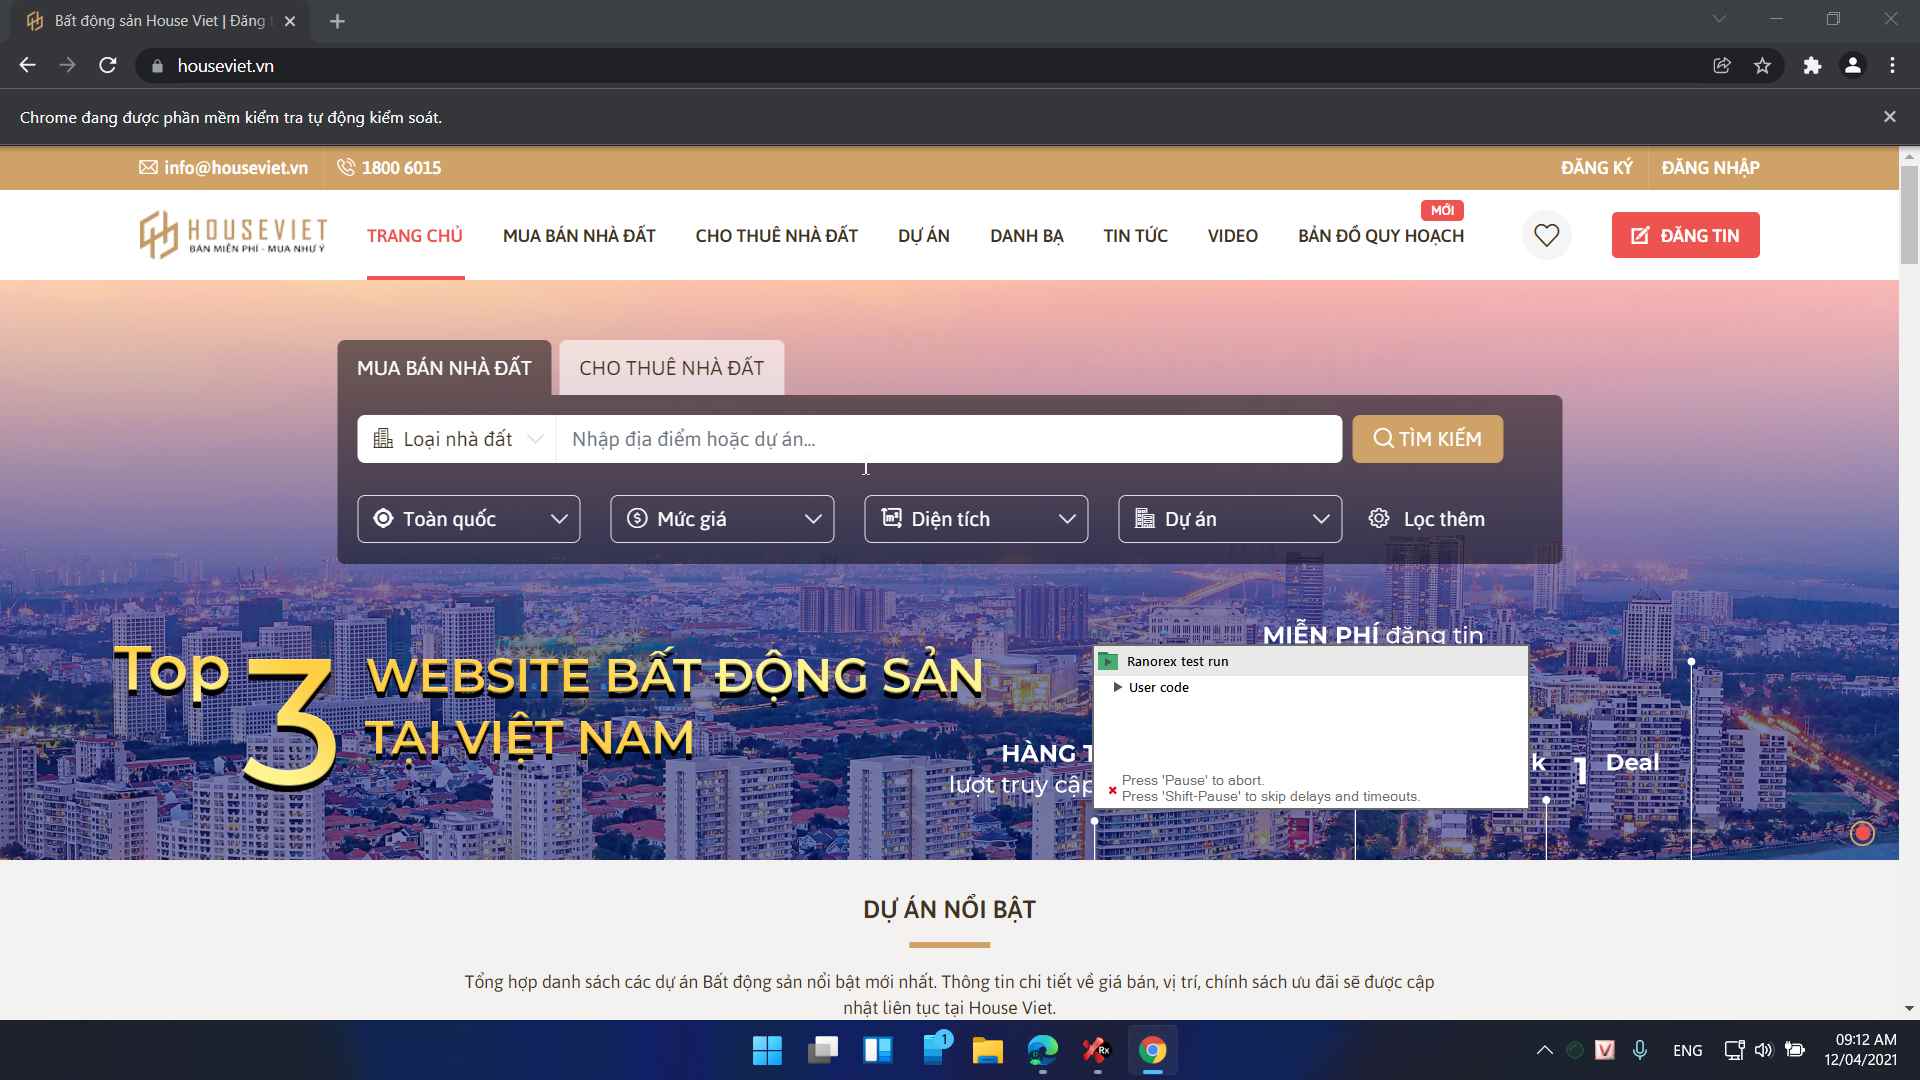 Bất động sản House Viet | Đăng
houseviet.vn
Chrome đang được phần mềm kiểm tra tự động kiểm soát.
info@houseviet.vn
1800 6015
ĐĂNG KÝ
ĐĂNG NHẬP
HOUSEVIET
BÁN MIỄN PHÍ - MUA NHƯ Ý
TRANG CHỦ
MUA BÁN NHÀ ĐẤT
CHO THUÊ NHÀ ĐẤT
DỰ ÁN
DANH BẠ
TIN TỨC
VIDEO
MỚI
BẢN ĐỒ QUY HOẠCH
ĐĂNG TIN
MUA BÁN NHÀ ĐẤT
CHO THUÊ NHÀ ĐẤT
Loại nhà đất
Nhập địa điểm hoặc dự án...
TÌM KIẾM
Toàn quốc
Mức giá
Diện tích
Dự án
Lọc thêm
Top 3 WEBSITE BẤT ĐỘNG SẢN
TẠI VIỆT NAM
MIỄN PHÍ đăng tin
HÀNG T
lượt truy cập
k 1 Deal
Ranorex test run
User code
Press 'Pause' to abort.
Press 'Shift-Pause' to skip delays and timeouts.
DỰ ÁN NỔI BẬT
Tổng hợp danh sách các dự án Bất động sản nổi bật mới nhất. Thông tin chi tiết về giá bán, vị trí, chính sách ưu đãi sẽ được cập
nhật liên tục tại House Viet.
1
Rx
V
ENG
09:12 AM
12/04/2021